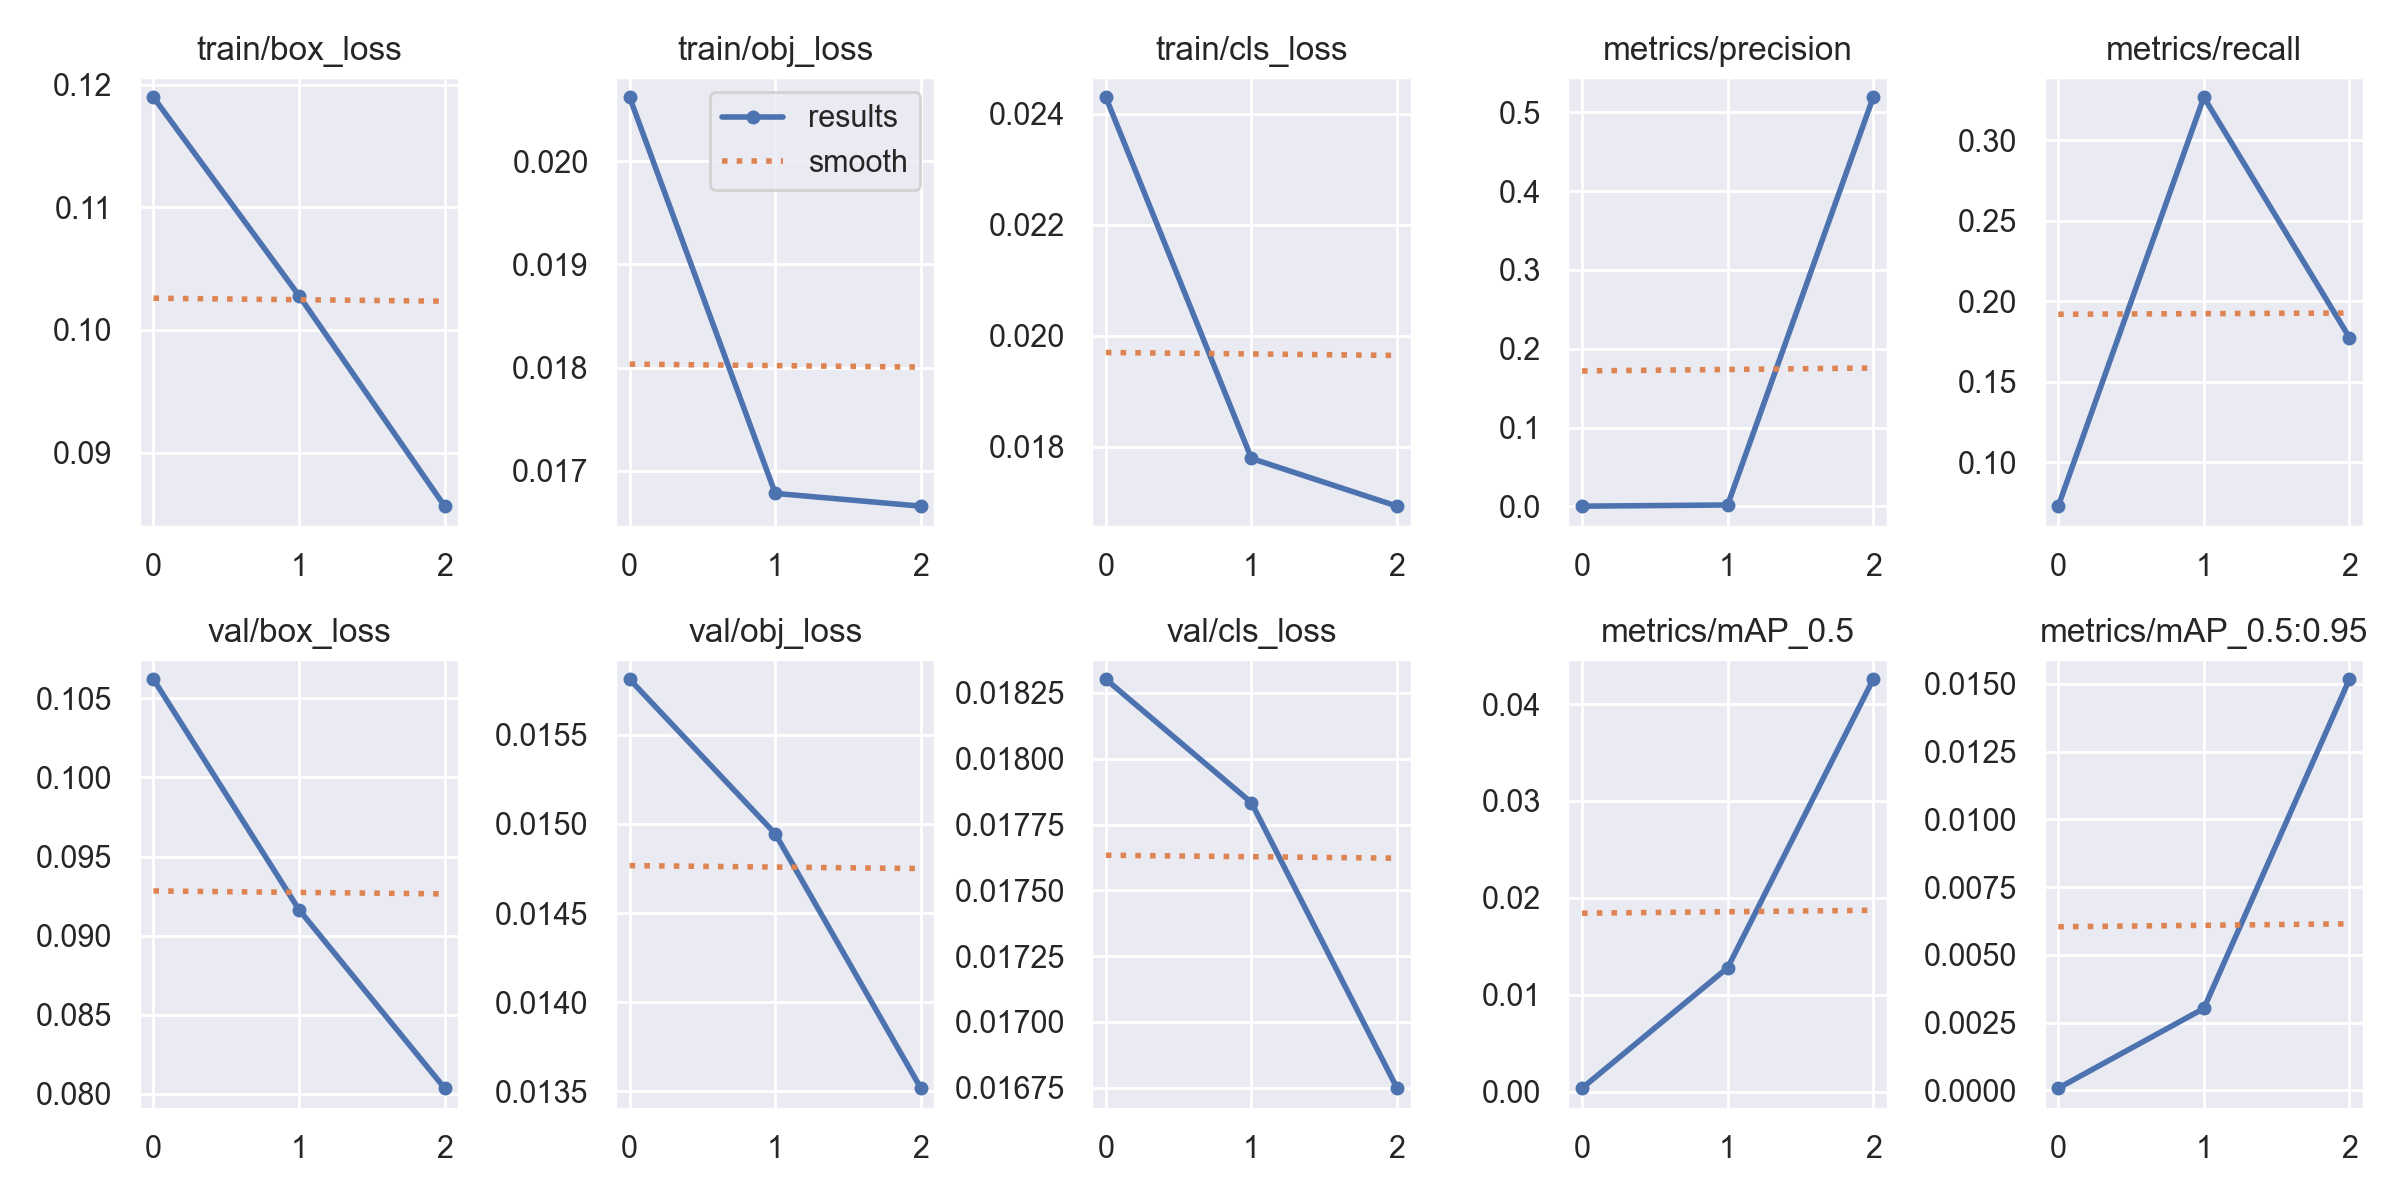 train/box_loss
0.12
0.11
0.10
0.09
0 1 2
train/obj_loss
results
smooth
0.020
0.019
0.018
0.017
0 1 2
train/cls_loss
0.024
0.022
0.020
0.018
0 1 2
metrics/precision
0.5
0.4
0.3
0.2
0.1
0.0
0 1 2
metrics/recall
0.30
0.25
0.20
0.15
0.10
0 1 2
val/box_loss
0.105
0.100
0.095
0.090
0.085
0.080
0 1 2
val/obj_loss
0.0155
0.0150
0.0145
0.0140
0.0135
0 1 2
val/cls_loss
0.01825
0.01800
0.01775
0.01750
0.01725
0.01700
0.01675
0 1 2
metrics/mAP_0.5
0.04
0.03
0.02
0.01
0.00
0 1 2
metrics/mAP_0.5:0.95
0.0150
0.0125
0.0100
0.0075
0.0050
0.0025
0.0000
0 1 2